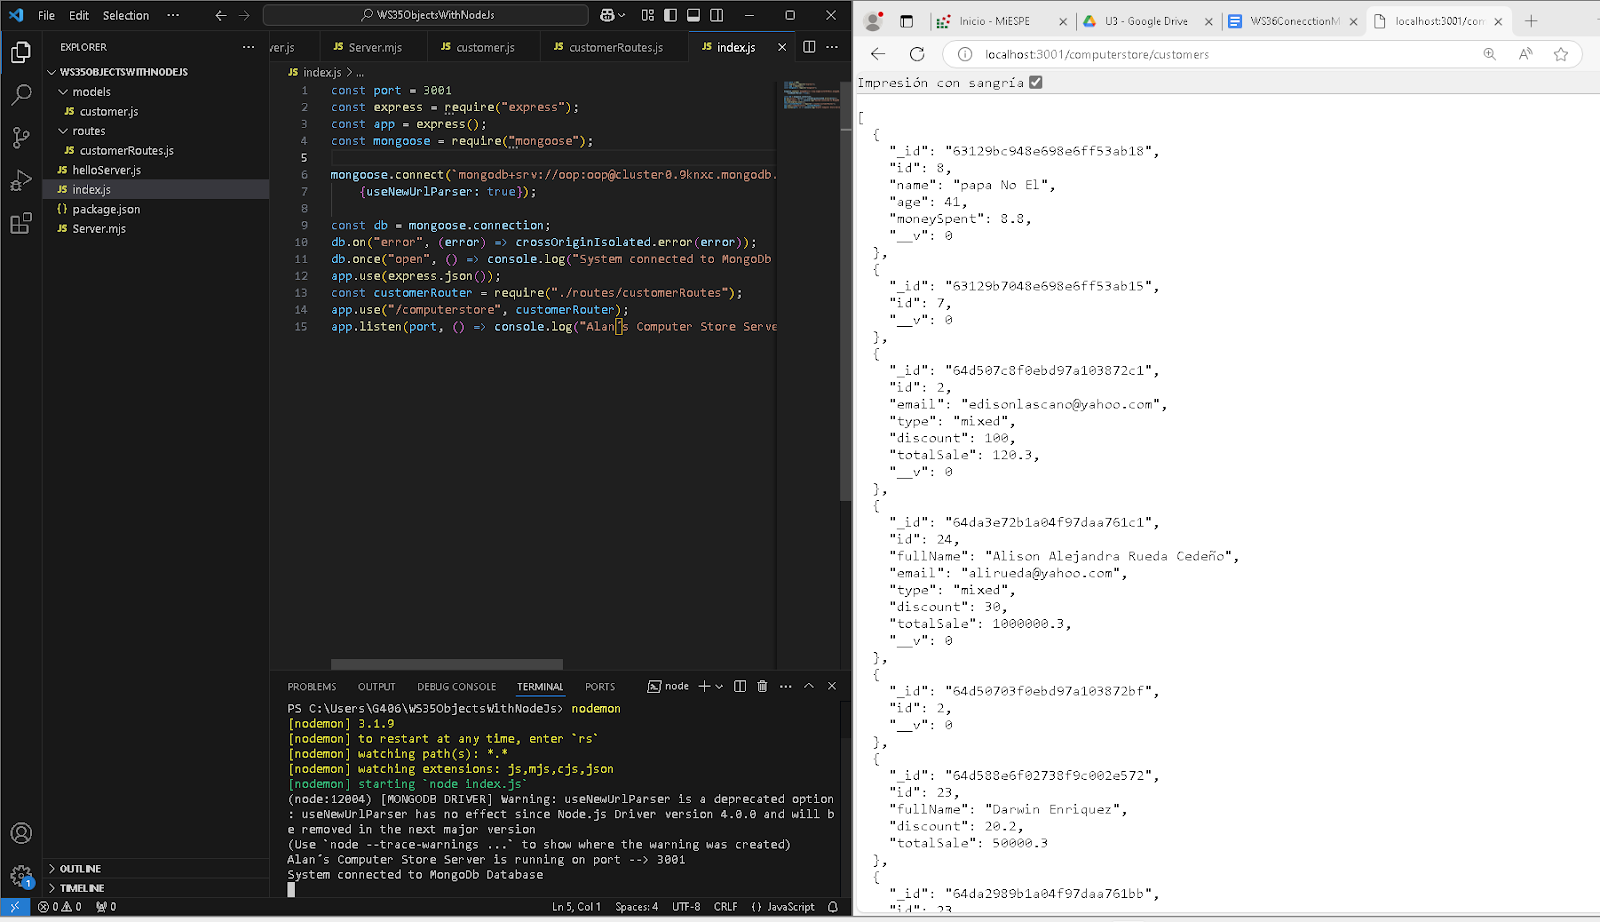 File Edit Selection ··· WS35ObjectsWithNodeJs
EXPLORER
WS35OBJECTSWITHNODEJS
models
JS customer.js
routes
JS customerRoutes.js
JS helloServer.js
JS index.js
{} package.json
JS Server.mjs
OUTLINE
TIMELINE
ver.js JS Server.mjs JS customer.js JS customerRoutes.js JS index.js
JS index.js > ...
1 const port = 3001
2 const express = require("express");
3 const app = express();
4 const mongoose = require("mongoose");
5
6 mongoose.connect(`mongodb+srv://oop:oop@cluster0.9knxc.mongodb.
7 {useNewUrlParser: true});
8
9 const db = mongoose.connection;
10 db.on("error", (error) => crossOriginIsolated.error(error));
11 db.once("open", () => console.log("System connected to MongoDb
12 app.use(express.json());
13 const customerRouter = require("./routes/customerRoutes");
14 app.use("/computerstore", customerRouter);
15 app.listen(port, () => console.log("Alan´s Computer Store Serve
PROBLEMS OUTPUT DEBUG CONSOLE TERMINAL PORTS node
PS C:\Users\G406\WS35ObjectsWithNodeJs> nodemon
[nodemon] 3.1.9
[nodemon] to restart at any time, enter `rs`
[nodemon] watching path(s): *.*
[nodemon] watching extensions: js,mjs,cjs,json
[nodemon] starting `node index.js`
(node:12004) [MONGODB DRIVER] Warning: useNewUrlParser is a deprecated option
: useNewUrlParser has no effect since Node.js Driver version 4.0.0 and will b
e removed in the next major version
(Use `node --trace-warnings ...` to show where the warning was created)
Alan´s Computer Store Server is running on port --> 3001
System connected to MongoDb Database
1
0 0 0 Ln 5, Col 1 Spaces: 4 UTF-8 CRLF {} JavaScript
Inicio - MiESPE U3 - Google Drive WS36ConecctionM localhost:3001/com
localhost:3001/computerstore/customers
Impresión con sangría
[
{
"_id": "63129bc948e698e6ff53ab18",
"id": 8,
"name": "papa No El",
"age": 41,
"moneySpent": 8.8,
"__v": 0
},
{
"_id": "63129b7048e698e6ff53ab15",
"id": 7,
"__v": 0
},
{
"_id": "64d507c8f0ebd97a103872c1",
"id": 2,
"email": "edisonlascano@yahoo.com",
"type": "mixed",
"discount": 100,
"totalSale": 120.3,
"__v": 0
},
{
"_id": "64da3e72b1a04f97daa761c1",
"id": 24,
"fullName": "Alison Alejandra Rueda Cedeño",
"email": "alirueda@yahoo.com",
"type": "mixed",
"discount": 30,
"totalSale": 1000000.3,
"__v": 0
},
{
"_id": "64d50703f0ebd97a103872bf",
"id": 2,
"__v": 0
},
{
"_id": "64d588e6f02738f9c002e572",
"id": 23,
"fullName": "Darwin Enriquez",
"discount": 20.2,
"totalSale": 50000.3
},
{
"_id": "64da2989b1a04f97daa761bb",
"id": 23,